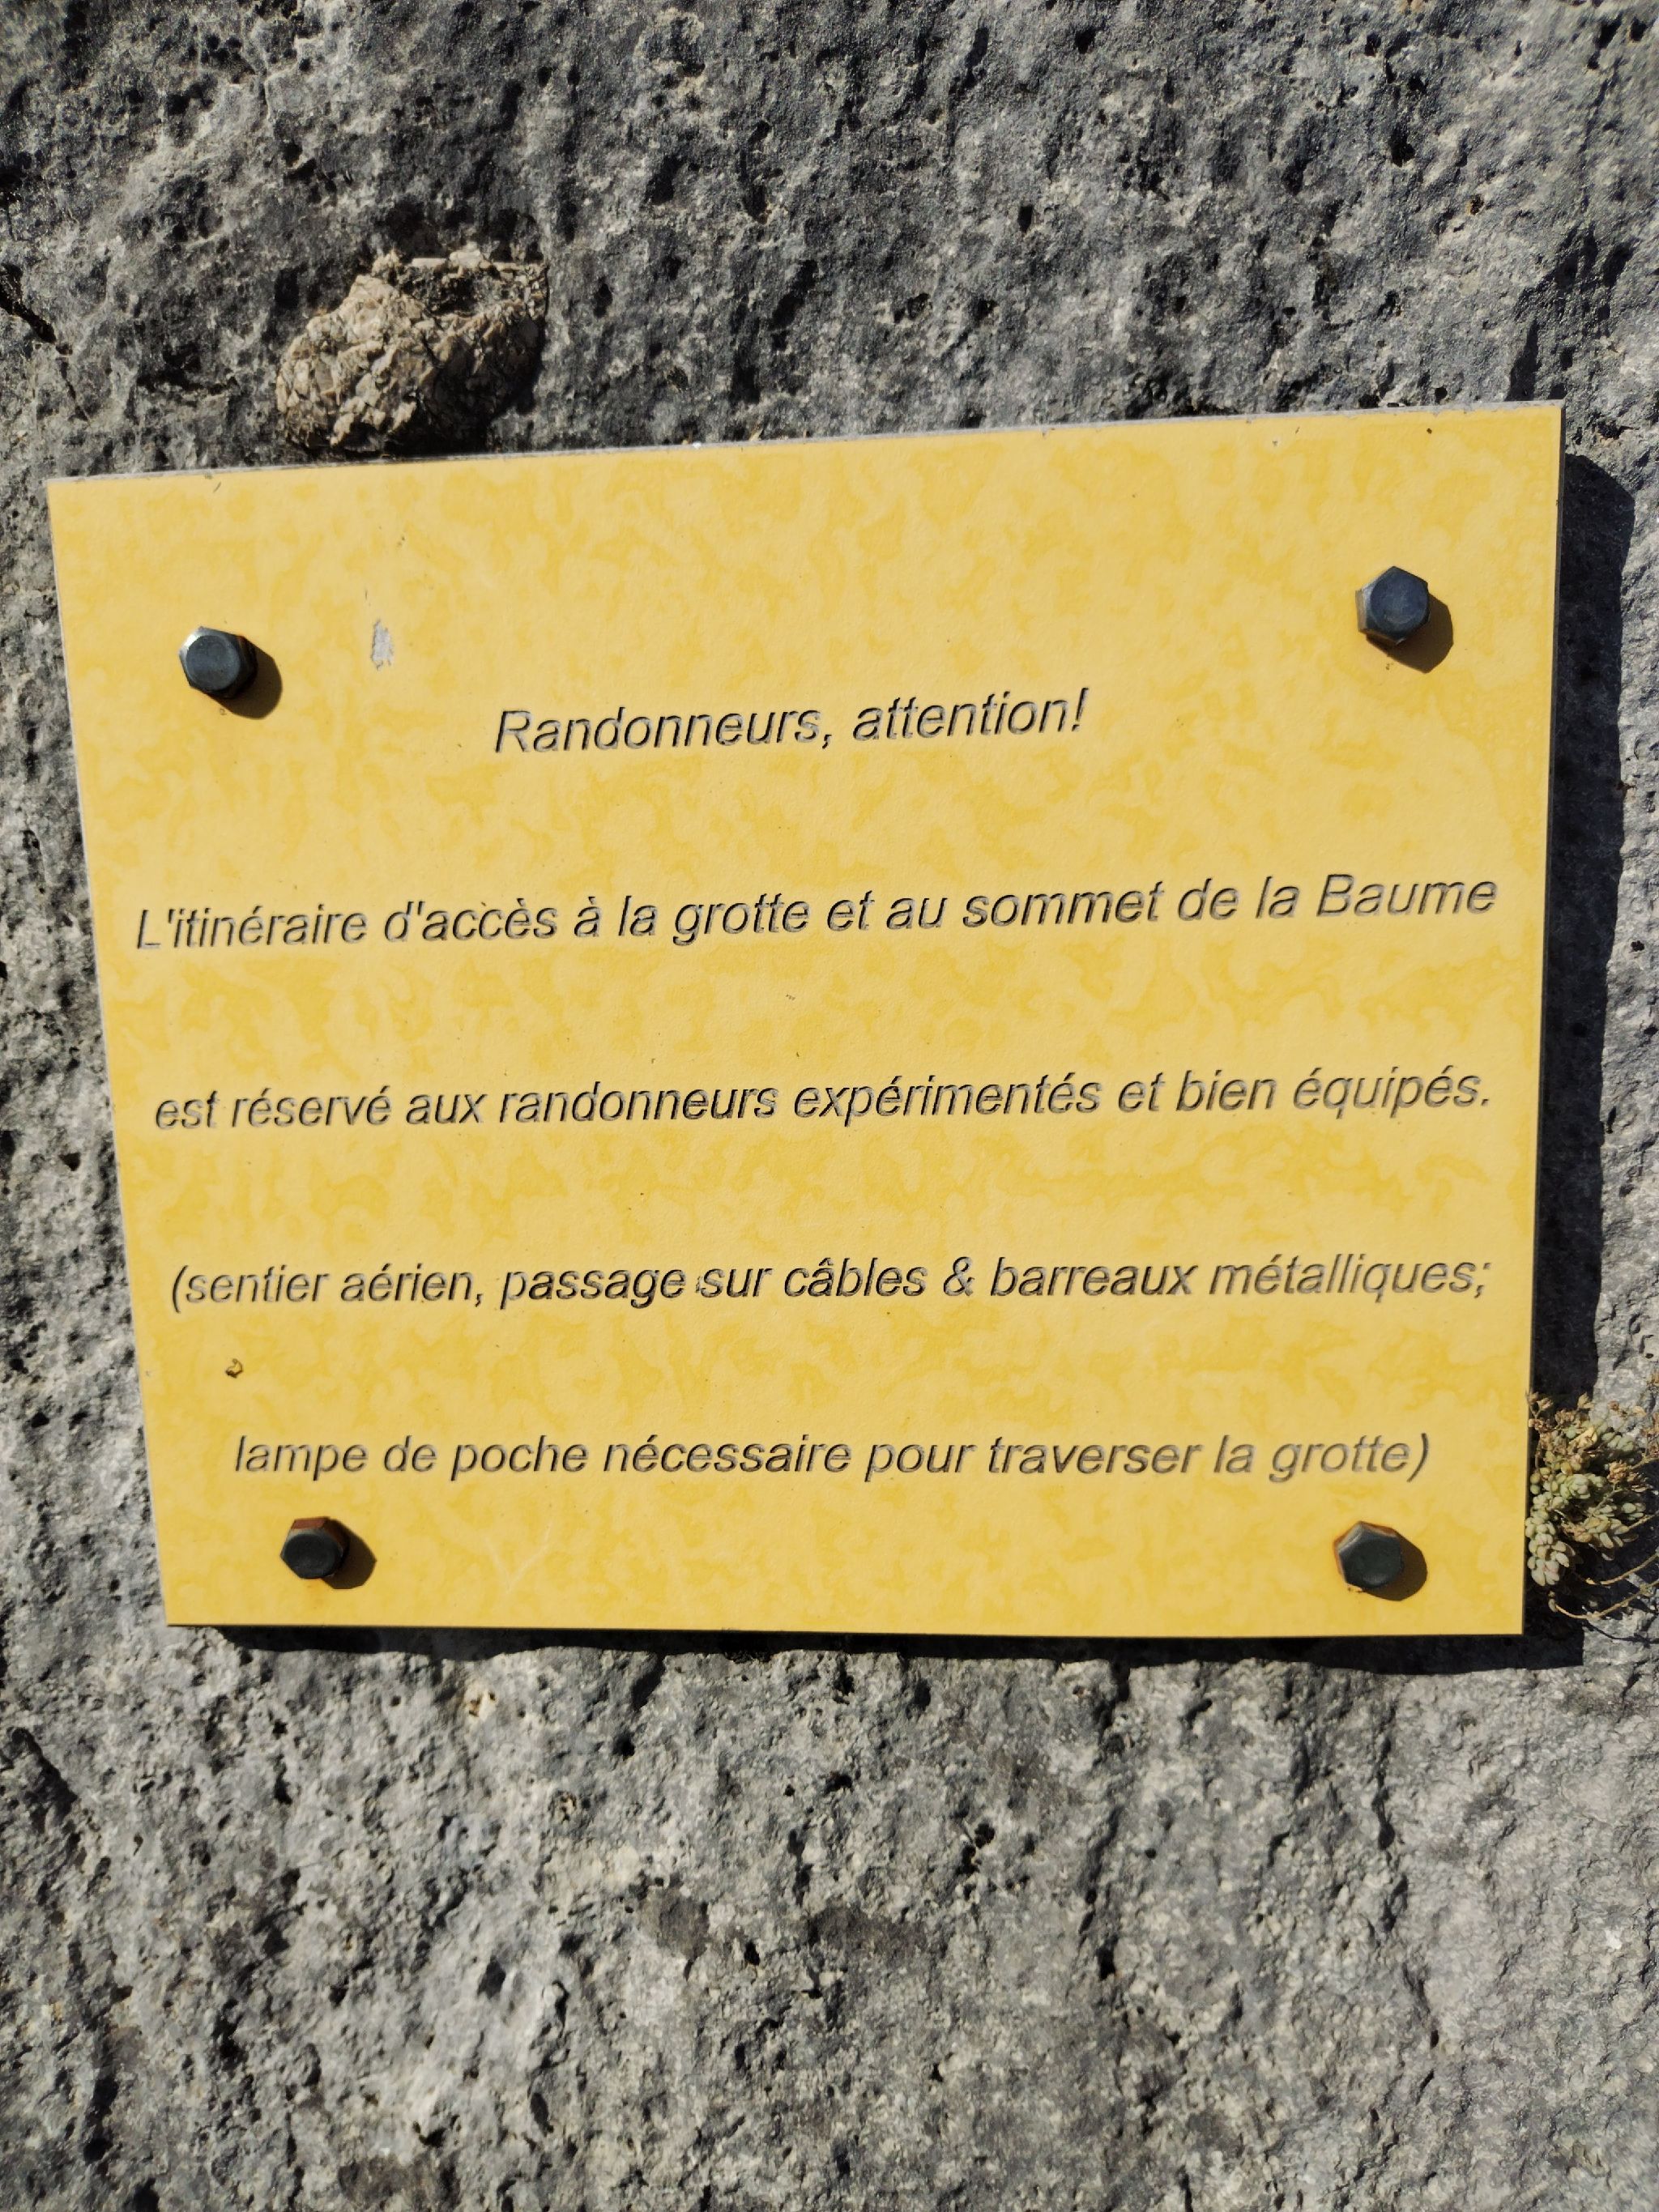 Randonneurs, attention!
L'itinéraire d'accès à la grotte et au sommet de la Baume
est réservé aux randonneurs expérimentés et bien équipés.
(sentier aérien, passage sur câbles & barreaux métalliques;
lampe de poche nécessaire pour traverser la grotte)